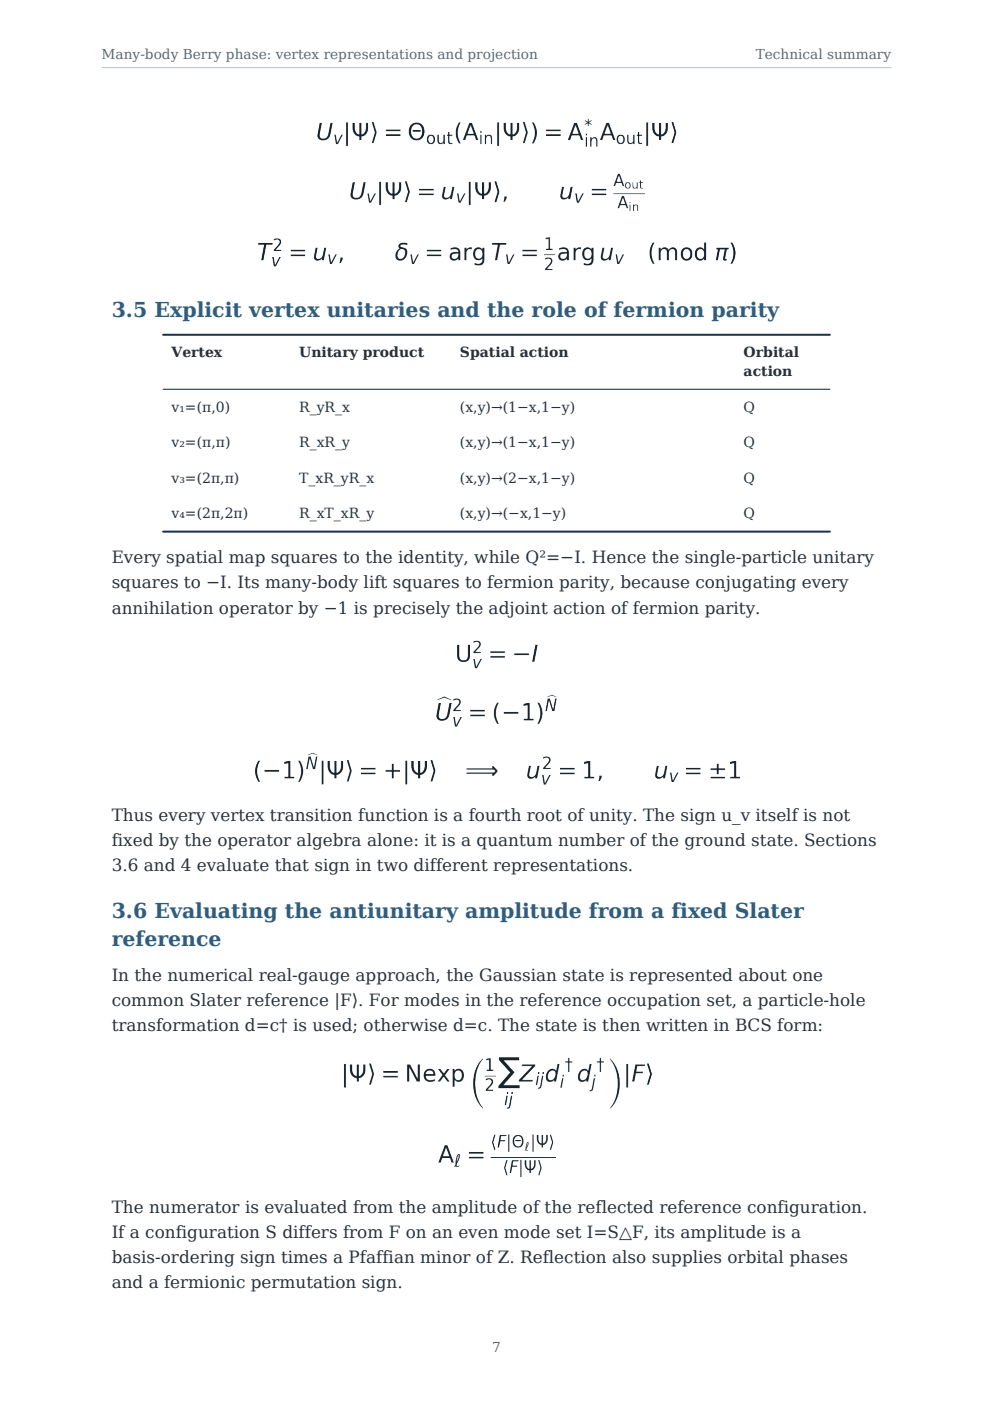 Many-body Berry phase: vertex representations and projection Technical summary
U_v|Ψ⟩ = Θ_out(A_in|Ψ⟩) = A*_in A_out|Ψ⟩
U_v|Ψ⟩ = u_v|Ψ⟩, u_v = A_out/A_in
T_v² = u_v, δ_v = arg T_v = ½ arg u_v (mod π)
3.5 Explicit vertex unitaries and the role of fermion parity
Vertex Unitary product Spatial action Orbital
action
v₁=(π,0) R_yR_x (x,y)→(1−x,1−y) Q
v₂=(π,π) R_xR_y (x,y)→(1−x,1−y) Q
v₃=(2π,π) T_xR_yR_x (x,y)→(2−x,1−y) Q
v₄=(2π,2π) R_xT_xR_y (x,y)→(−x,1−y) Q
Every spatial map squares to the identity, while Q²=−I. Hence the single-particle unitary
squares to −I. Its many-body lift squares to fermion parity, because conjugating every
annihilation operator by −1 is precisely the adjoint action of fermion parity.
U_v² = −I
Û_v² = (−1)^N̂
(−1)^N̂|Ψ⟩ = +|Ψ⟩ ⟹ u_v² = 1, u_v = ±1
Thus every vertex transition function is a fourth root of unity. The sign u_v itself is not
fixed by the operator algebra alone: it is a quantum number of the ground state. Sections
3.6 and 4 evaluate that sign in two different representations.
3.6 Evaluating the antiunitary amplitude from a fixed Slater
reference
In the numerical real-gauge approach, the Gaussian state is represented about one
common Slater reference |F⟩. For modes in the reference occupation set, a particle-hole
transformation d=c† is used; otherwise d=c. The state is then written in BCS form:
|Ψ⟩ = Nexp (½ ∑_ij Z_ij d_i† d_j†)|F⟩
A_ℓ = ⟨F|Θ_ℓ|Ψ⟩/⟨F|Ψ⟩
The numerator is evaluated from the amplitude of the reflected reference configuration.
If a configuration S differs from F on an even mode set I=S△F, its amplitude is a
basis-ordering sign times a Pfaffian minor of Z. Reflection also supplies orbital phases
and a fermionic permutation sign.
7